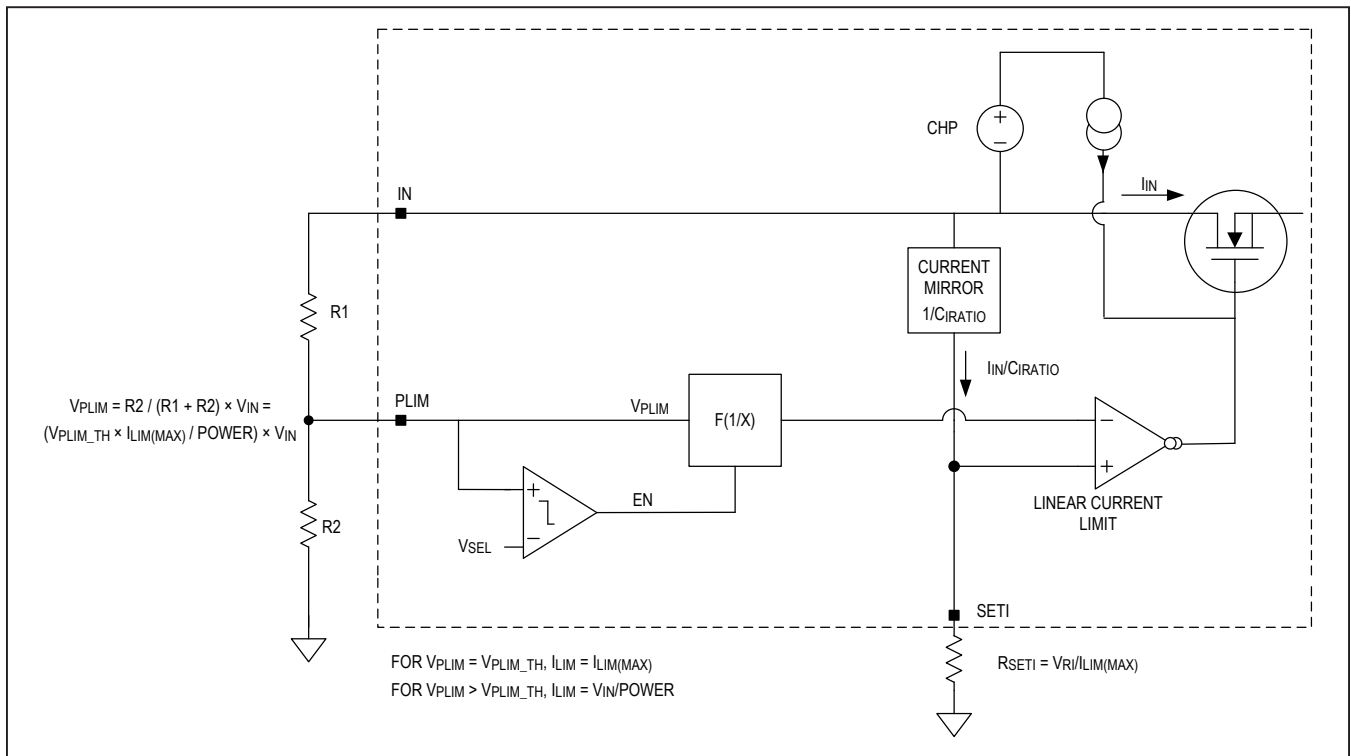 CHP
+
−
IN
IIN
CURRENT
MIRROR
1/CIRATIO
R1
IIN/CIRATIO
VPLIM = R2 / (R1 + R2) × VIN =
(VPLIM_TH × ILIM(MAX) / POWER) × VIN
PLIM
VPLIM
F(1/X)
−
+
LINEAR CURRENT
LIMIT
+
−
EN
VSEL
R2
SETI
RSETI = VRI/ILIM(MAX)
FOR VPLIM = VPLIM_TH, ILIM = ILIM(MAX)
FOR VPLIM > VPLIM_TH, ILIM = VIN/POWER